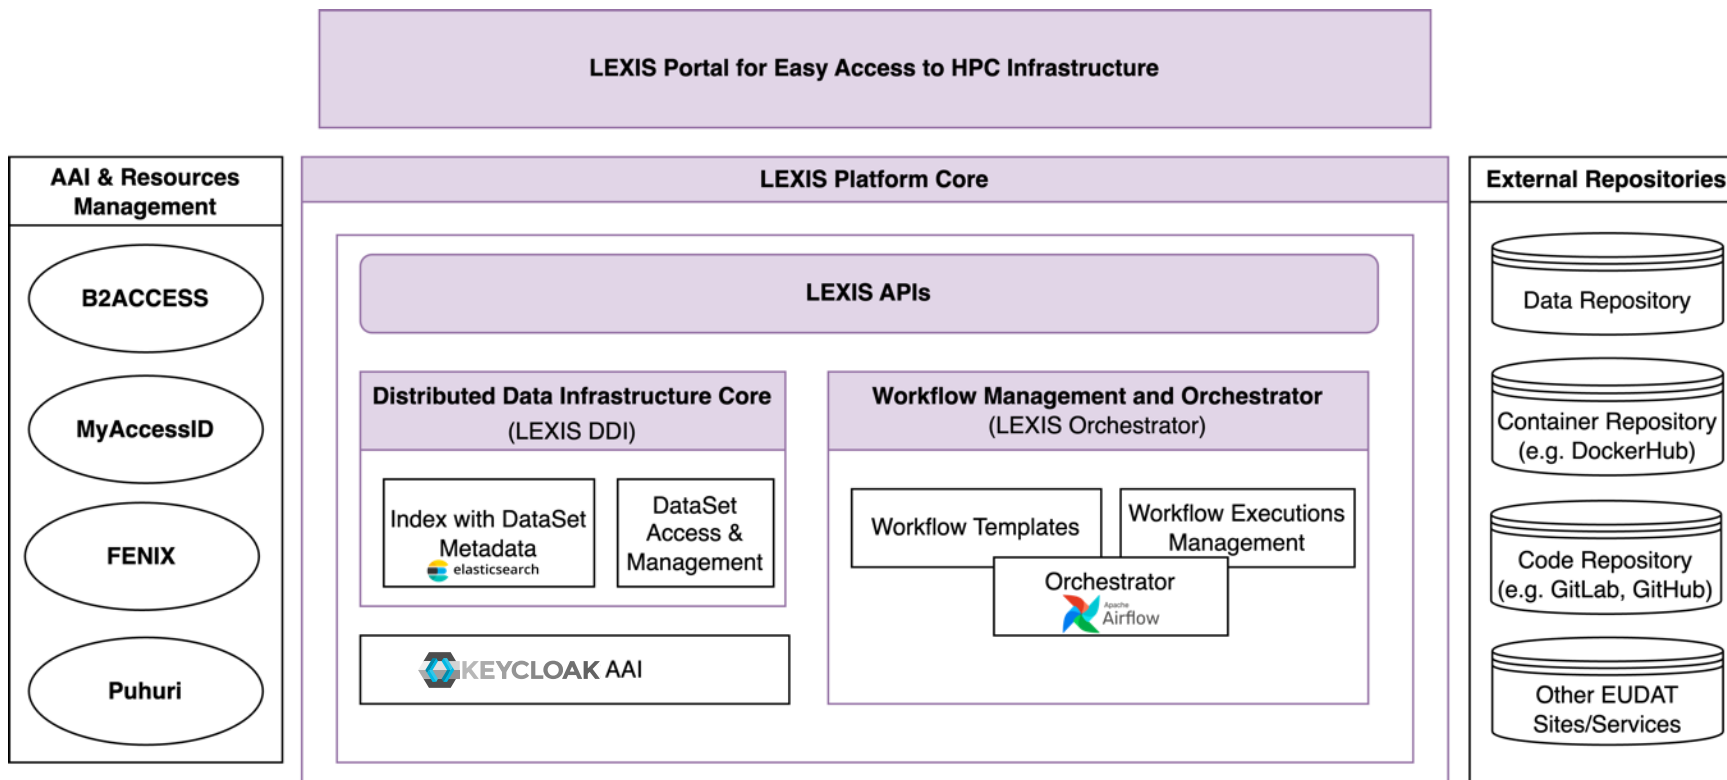 LEXIS Portal for Easy Access to HPC Infrastructure
AAI & Resources
Management
B2ACCESS
MyAccessID
FENIX
Puhuri
LEXIS Platform Core
LEXIS APIs
Distributed Data Infrastructure Core
(LEXIS DDI)
Index with DataSet
Metadata
elasticsearch
DataSet
Access &
Management
KEYCLOAK AAI
Workflow Management and Orchestrator
(LEXIS Orchestrator)
Workflow Templates
Workflow Executions
Management
Orchestrator
Apache
Airflow
External Repositories
Data Repository
Container Repository
(e.g. DockerHub)
Code Repository
(e.g. GitLab, GitHub)
Other EUDAT
Sites/Services